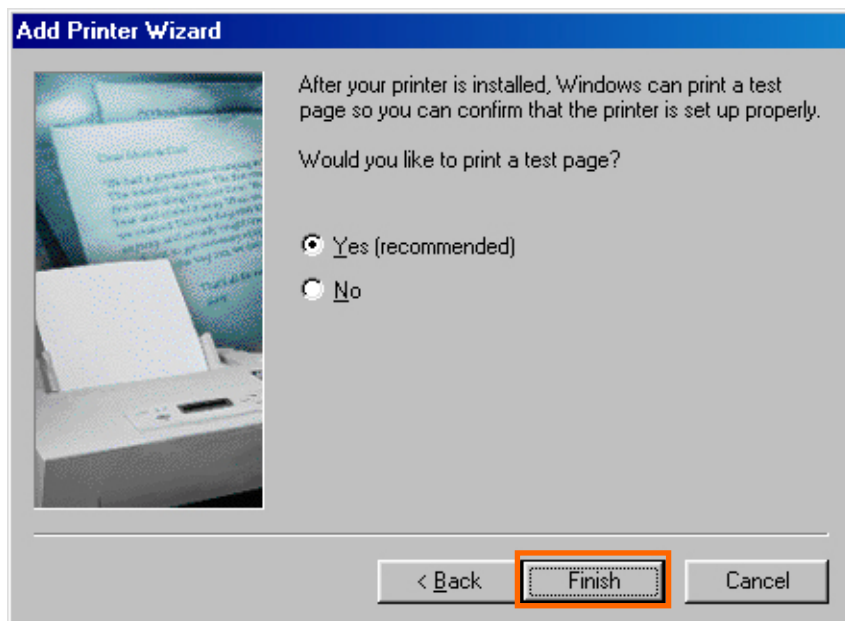 Add Printer Wizard
After your printer is installed, Windows can print a test
page so you can confirm that the printer is set up properly.
Would you like to print a test page?
Yes (recommended)
No
< Back Finish Cancel